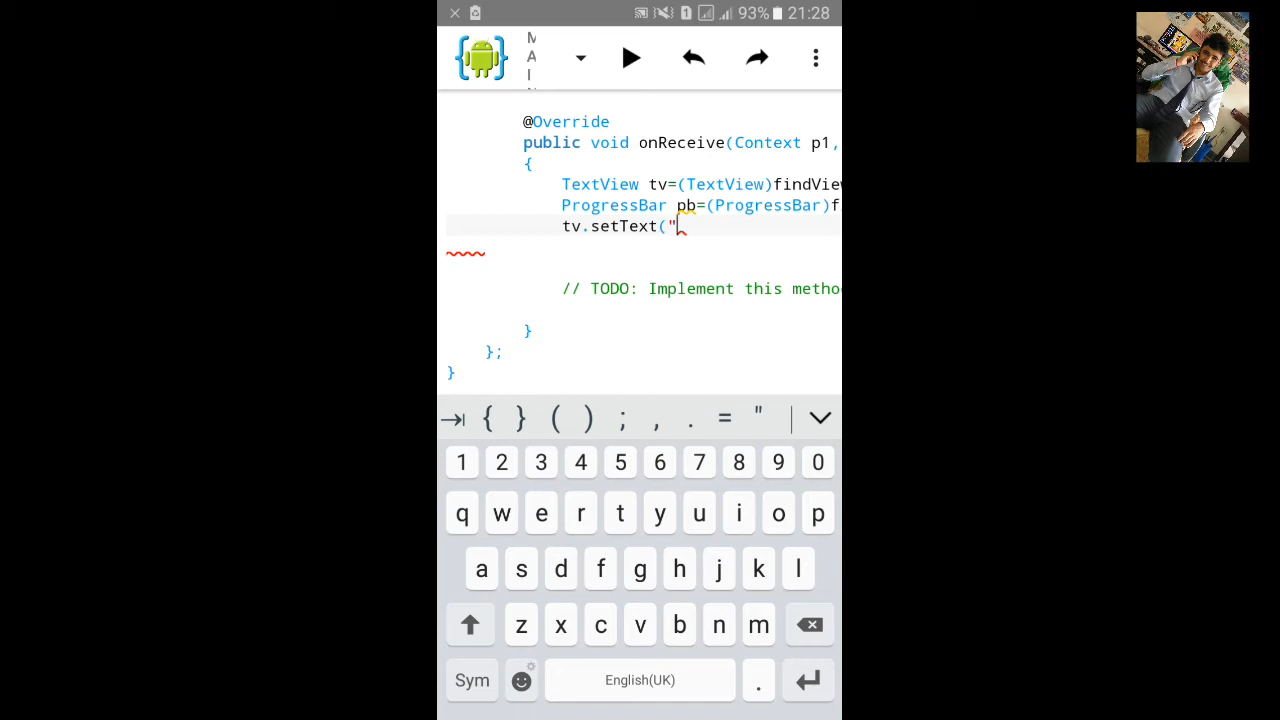 1 93% 21:28
M
A
I
@Override
public void onReceive(Context p1,
{
TextView tv=(TextView)findView
ProgressBar pb=(ProgressBar)f
tv.setText("
// TODO: Implement this metho
}
};
}
{ } ( ) ; , . = "
1 2 3 4 5 6 7 8 9 0
q w e r t y u i o p
a s d f g h j k l
z x c v b n m
Sym English(UK) .